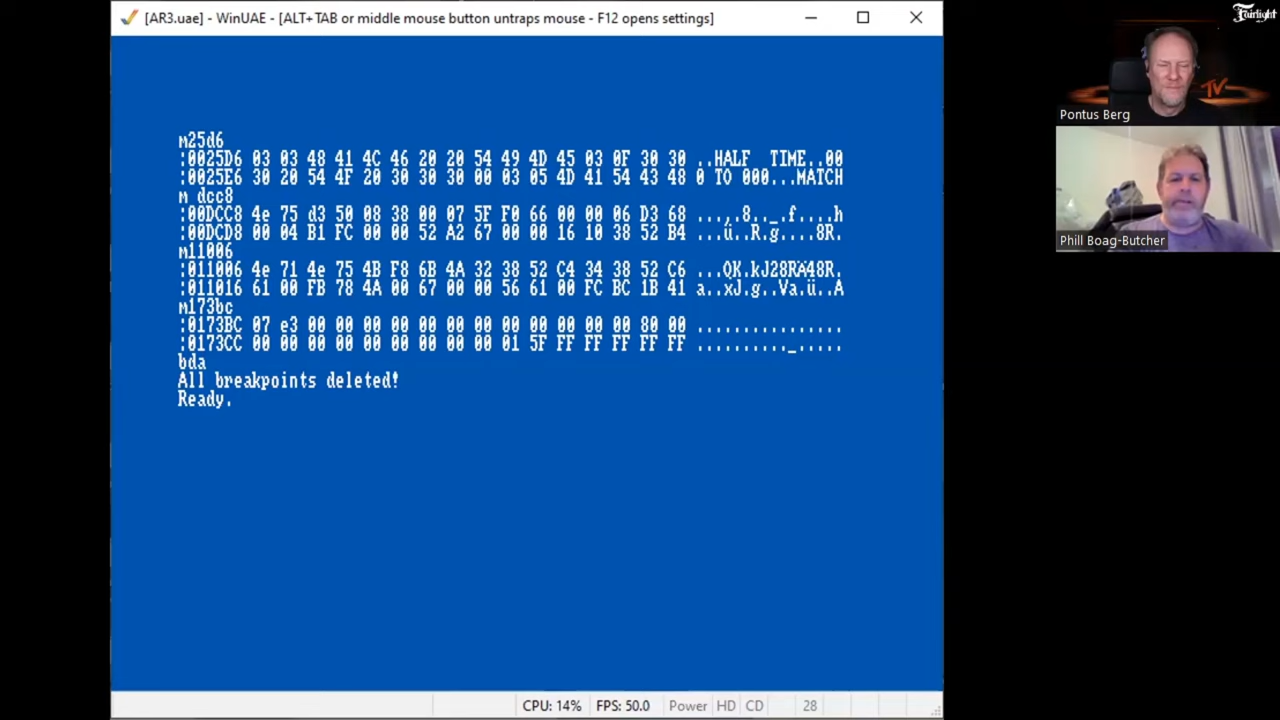 [AR3.uae] - WinUAE - [ALT+TAB or middle mouse button untraps mouse - F12 opens settings]
Fairlight
TV
Pontus Berg
Phill Boag-Butcher
m25d6
:0025D6 03 03 48 41 4C 46 20 20 54 49 4D 45 03 0F 30 30 ..HALF  TIME..00
:0025E6 30 20 54 4F 20 30 30 30 00 03 05 4D 41 54 43 48 0 TO 000...MATCH
m dcc8
:00DCC8 4e 75 d3 50 08 38 00 07 5F F0 66 00 00 06 D3 68 ...,.8.._.f....h
:00DCD8 00 04 B1 FC 00 00 52 A2 67 00 00 16 10 38 52 B4 ...ü..R.g....8R.
m11006
:011006 4e 71 4e 75 4B F8 6B 4A 32 38 52 C4 34 38 52 C6 ...QK.kJ28RÄ48R.
:011016 61 00 FB 78 4A 00 67 00 00 56 61 00 FC BC 1B 41 a..xJ.g..Va.ü..A
m173bc
:0173BC 07 e3 00 00 00 00 00 00 00 00 00 00 00 00 80 00 ................
:0173CC 00 00 00 00 00 00 00 00 00 01 5F FF FF FF FF FF .........._.....
bda
All breakpoints deleted!
Ready.
CPU: 14% FPS: 50.0 Power HD CD 28